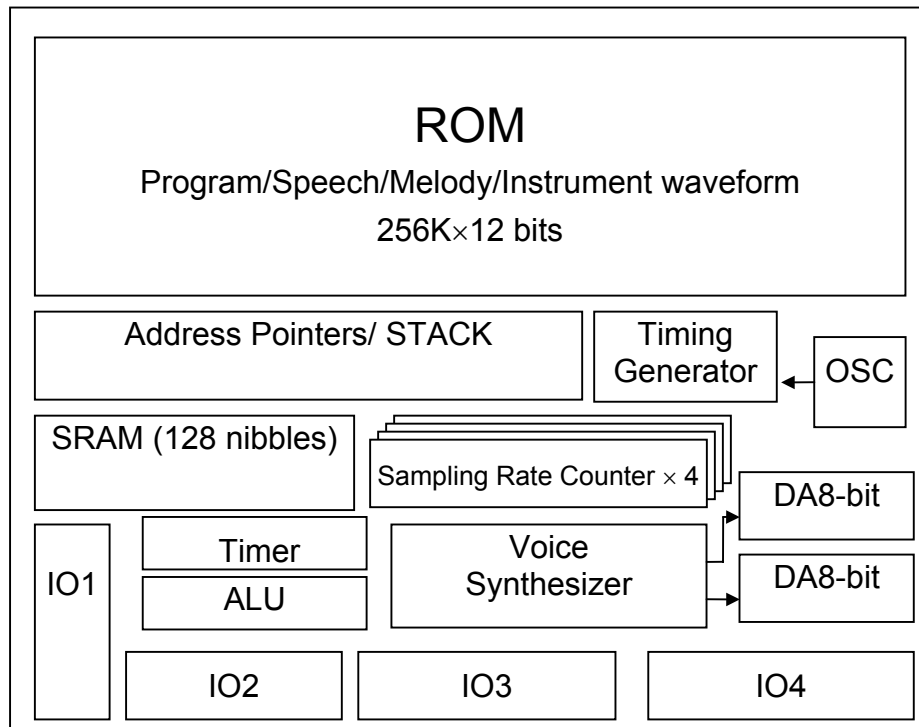 ROM
Program/Speech/Melody/Instrument waveform
256K×12 bits
Address Pointers/ STACK
Timing
Generator
OSC
SRAM (128 nibbles)
Sampling Rate Counter × 4
DA8-bit
IO1
Timer
ALU
Voice
Synthesizer
DA8-bit
IO2
IO3
IO4